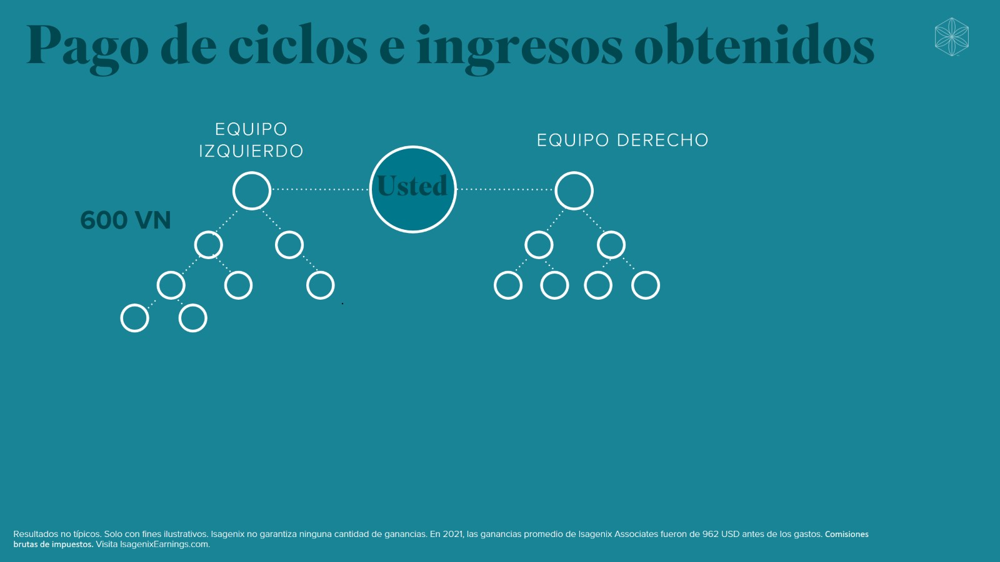 Pago de ciclos e ingresos obtenidos
EQUIPO
IZQUIERDO
EQUIPO DERECHO
Usted
600 VN
Resultados no típicos. Solo con fines ilustrativos. Isagenix no garantiza ninguna cantidad de ganancias. En 2021, las ganancias promedio de Isagenix Associates fueron de 962 USD antes de los gastos. Comisiones
brutas de impuestos. Visita IsagenixEarnings.com.